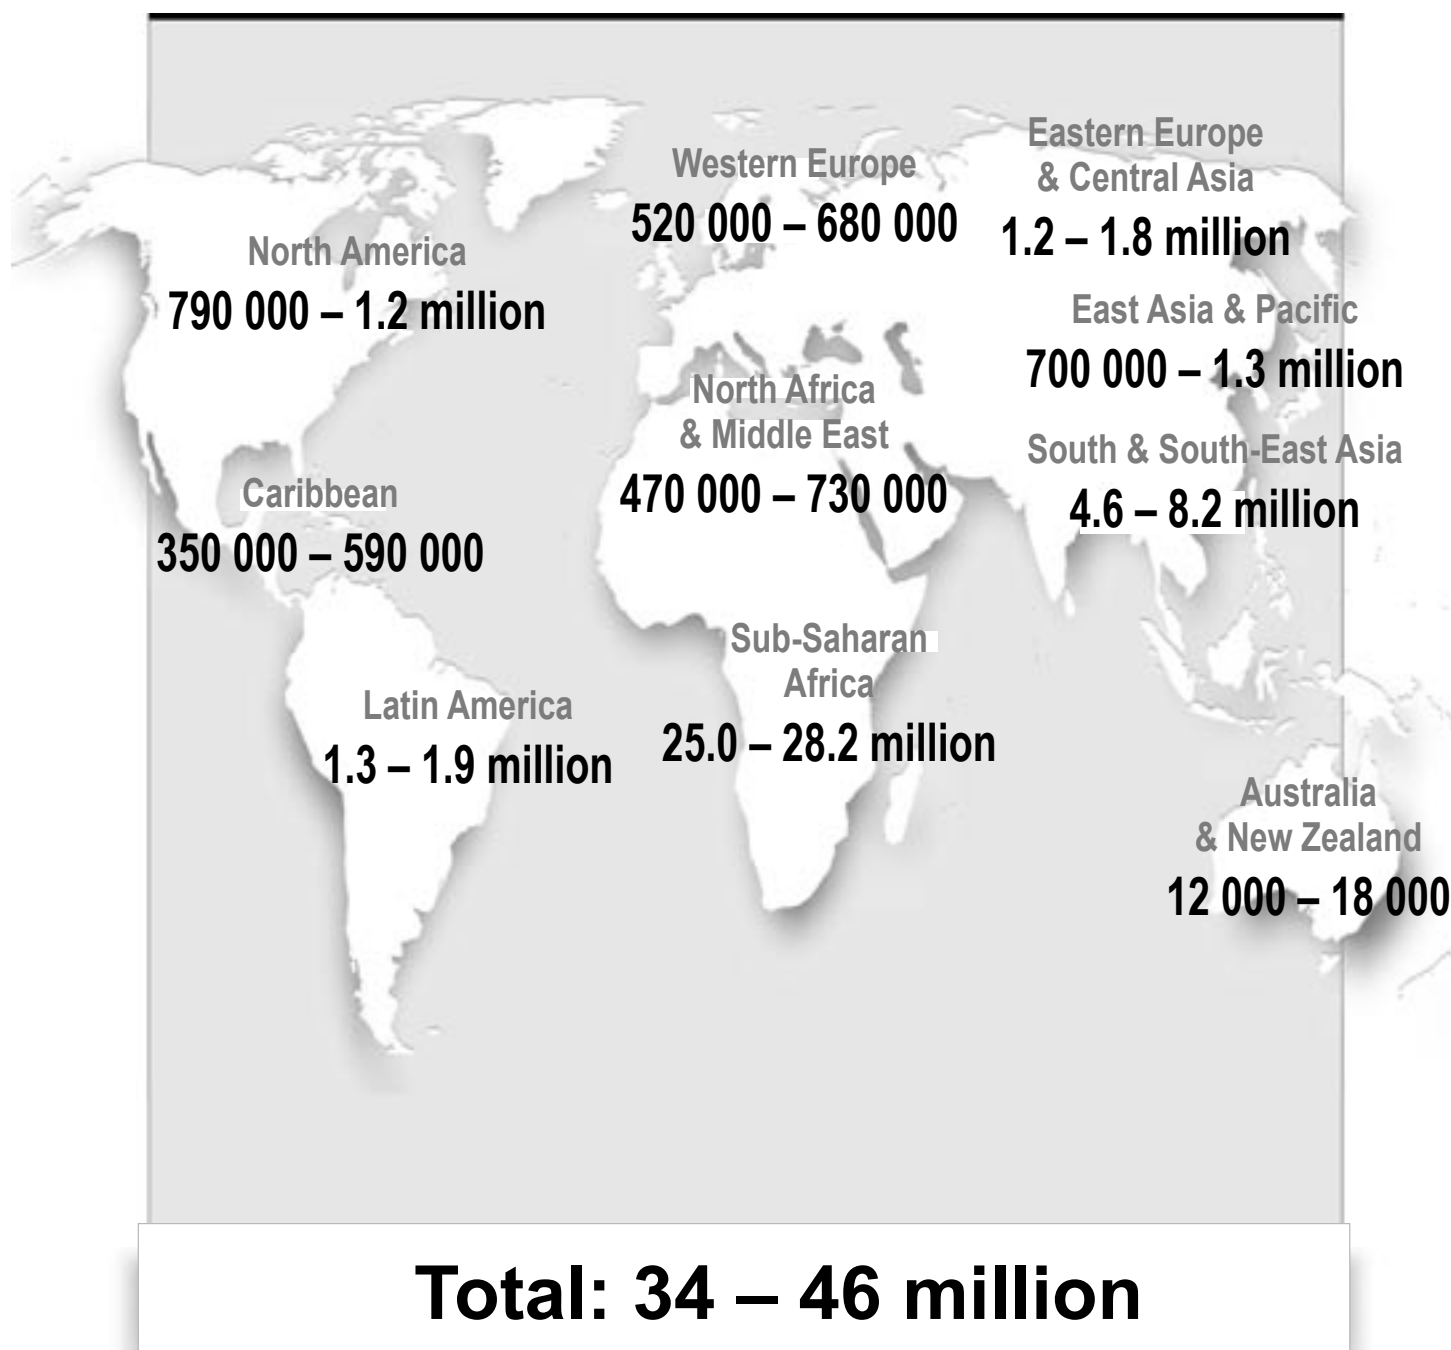 Western Europe
520 000 – 680 000
Eastern Europe
& Central Asia
1.2 – 1.8 million
North America
790 000 – 1.2 million
East Asia & Pacific
700 000 – 1.3 million
North Africa
& Middle East
470 000 – 730 000
South & South-East Asia
4.6 – 8.2 million
Caribbean
350 000 – 590 000
Sub-Saharan
Africa
25.0 – 28.2 million
Latin America
1.3 – 1.9 million
Australia
& New Zealand
12 000 – 18 000
Total: 34 – 46 million